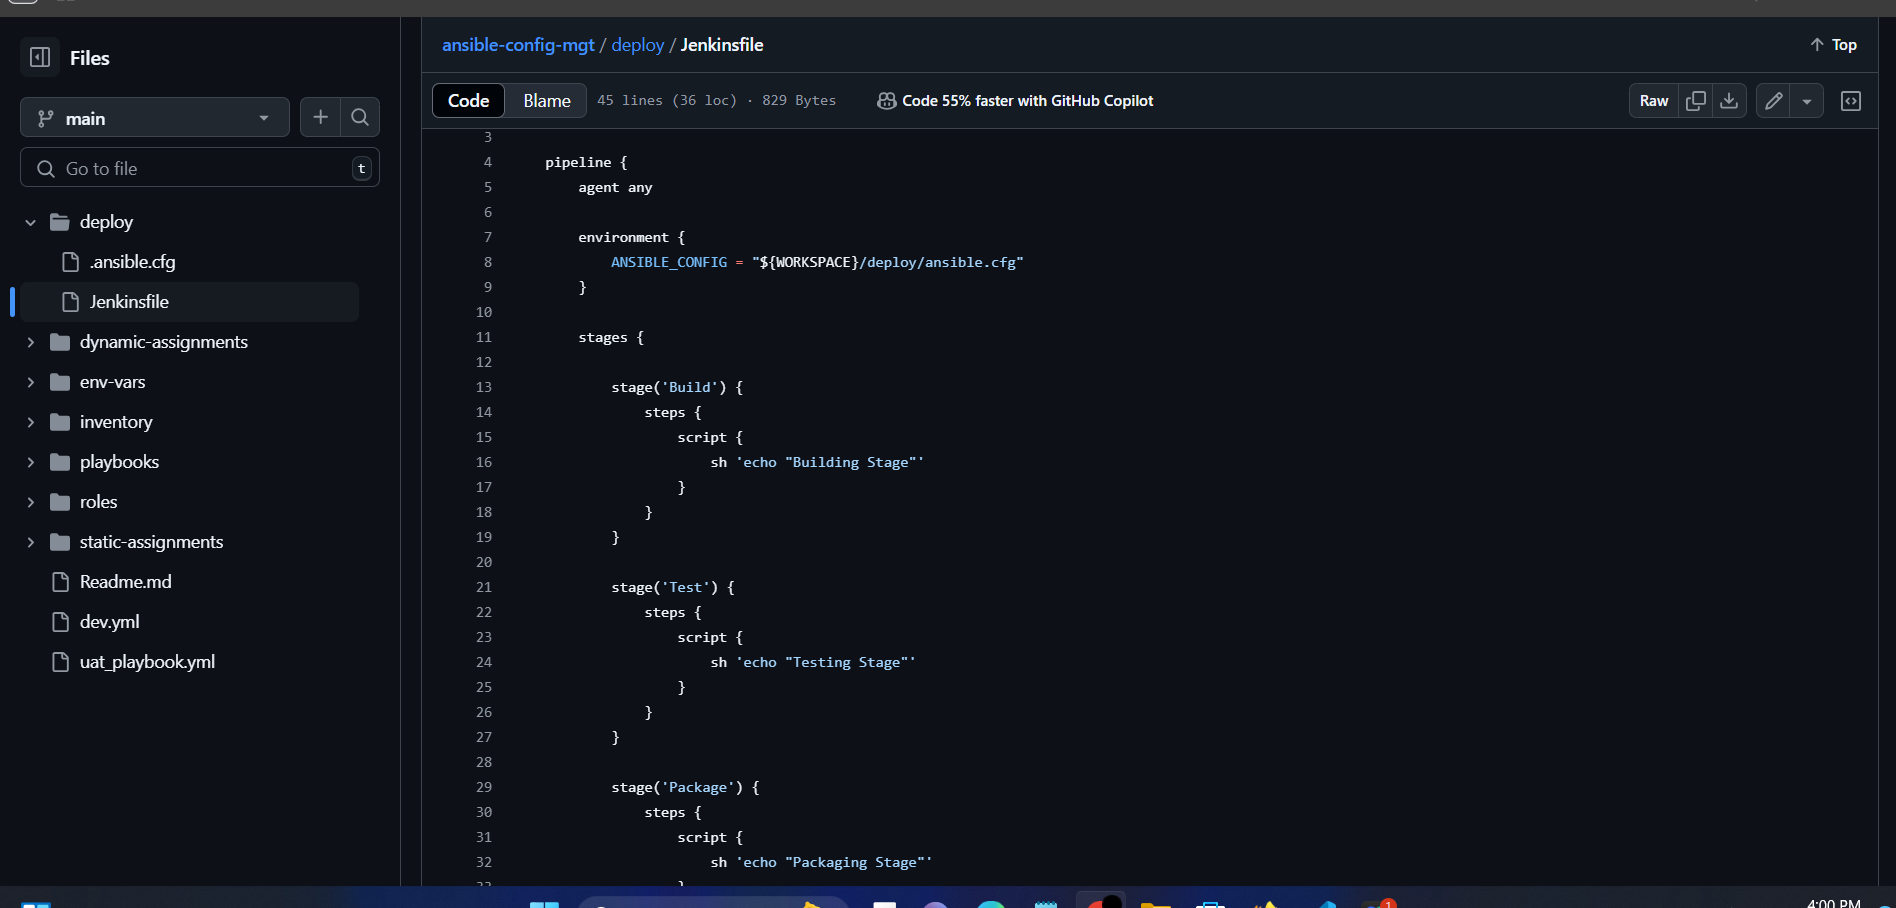 Files
main
Go to file
t
deploy
.ansible.cfg
Jenkinsfile
dynamic-assignments
env-vars
inventory
playbooks
roles
static-assignments
Readme.md
dev.yml
uat_playbook.yml
ansible-config-mgt / deploy / Jenkinsfile
Top
Code Blame 45 lines (36 loc) · 829 Bytes Code 55% faster with GitHub Copilot Raw
3
4 pipeline {
5 agent any
6
7 environment {
8 ANSIBLE_CONFIG = "${WORKSPACE}/deploy/ansible.cfg"
9 }
10
11 stages {
12
13 stage('Build') {
14 steps {
15 script {
16 sh 'echo "Building Stage"'
17 }
18 }
19 }
20
21 stage('Test') {
22 steps {
23 script {
24 sh 'echo "Testing Stage"'
25 }
26 }
27 }
28
29 stage('Package') {
30 steps {
31 script {
32 sh 'echo "Packaging Stage"'
33 }
1
4:00 PM